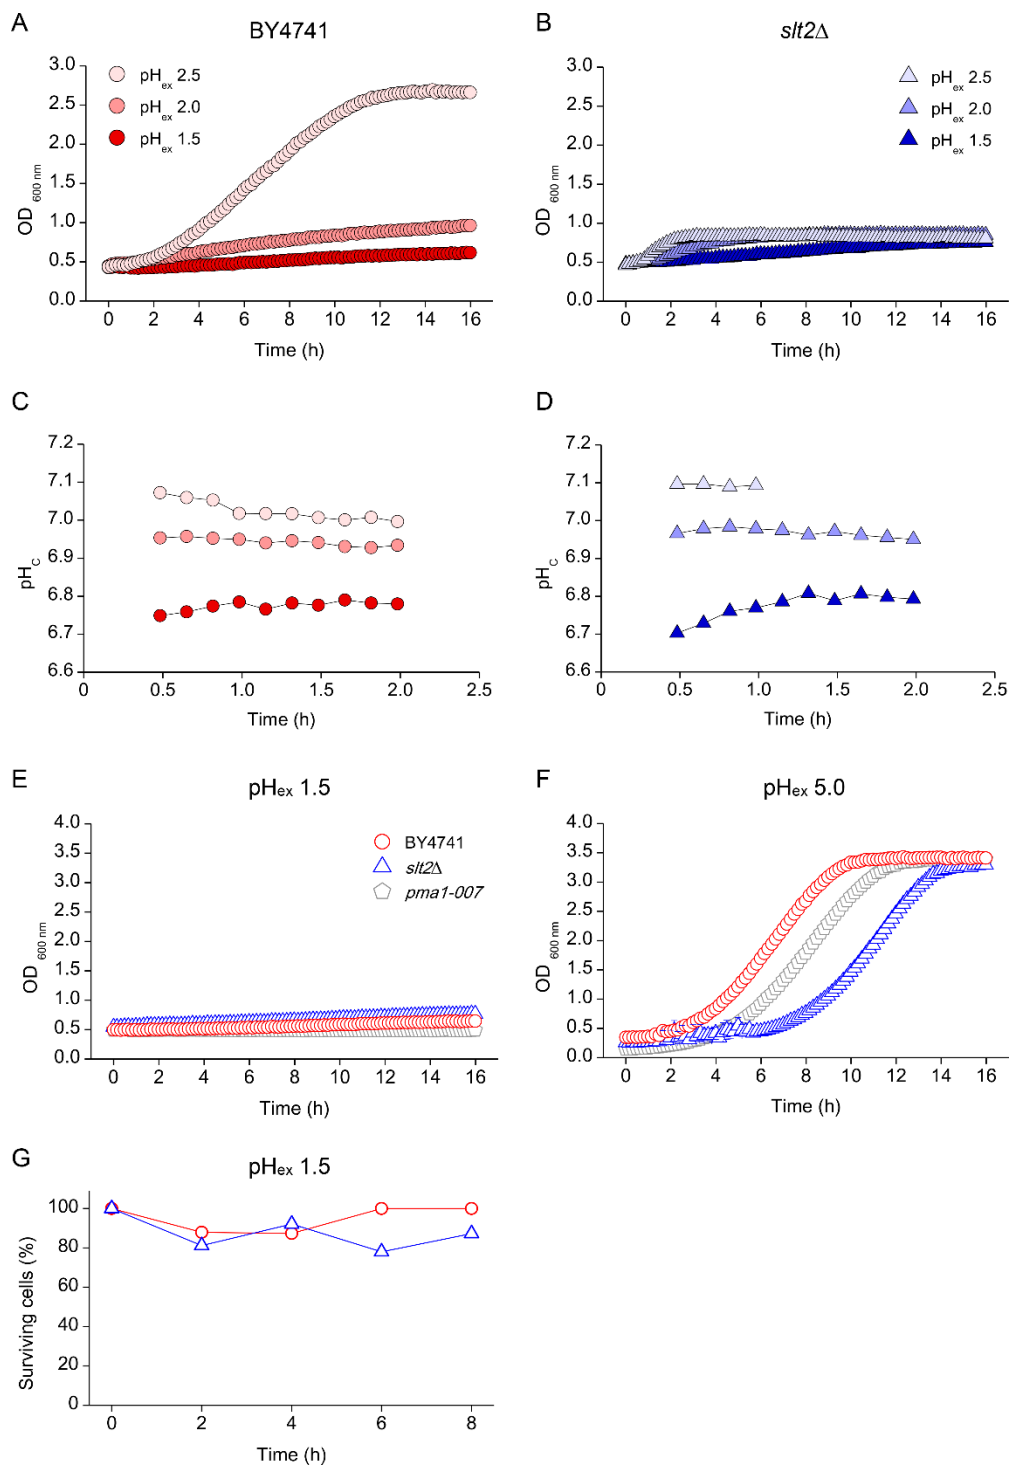 A
BY4741
3.0
2.5
2.0
1.5
1.0
0.5
0.0
OD 600 nm
pHex 2.5
pHex 2.0
pHex 1.5
0 2 4 6 8 10 12 14 16
Time (h)
B
slt2Δ
3.0
2.5
2.0
1.5
1.0
0.5
0.0
OD 600 nm
pHex 2.5
pHex 2.0
pHex 1.5
0 2 4 6 8 10 12 14 16
Time (h)
C
7.2
7.1
7.0
6.9
6.8
6.7
6.6
pHC
0 0.5 1.0 1.5 2.0 2.5
Time (h)
D
7.2
7.1
7.0
6.9
6.8
6.7
6.6
0 0.5 1.0 1.5 2.0 2.5
Time (h)
E
pHex 1.5
4.0
3.5
3.0
2.5
2.0
1.5
1.0
0.5
0.0
OD 600 nm
BY4741
slt2Δ
pma1-007
0 2 4 6 8 10 12 14 16
Time (h)
F
pHex 5.0
4.0
3.5
3.0
2.5
2.0
1.5
1.0
0.5
0.0
OD 600 nm
0 2 4 6 8 10 12 14 16
Time (h)
G
pHex 1.5
100
80
60
40
20
0
Surviving cells (%)
0 2 4 6 8
Time (h)